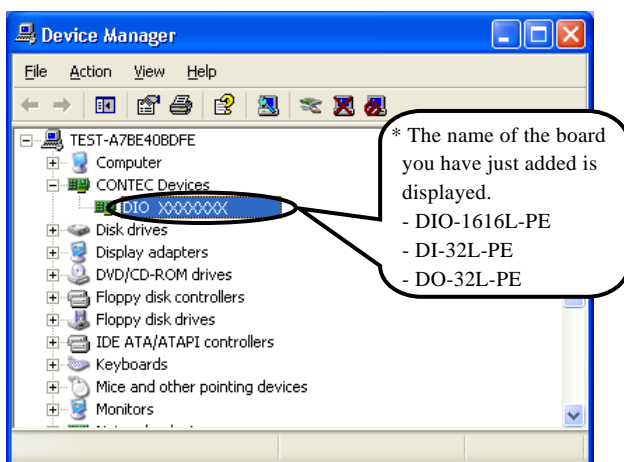 Device Manager
File Action View Help
TEST-A7BE40BDFE
Computer
CONTEC Devices
DIO XXXXXXX
Disk drives
Display adapters
DVD/CD-ROM drives
Floppy disk controllers
Floppy disk drives
IDE ATA/ATAPI controllers
Keyboards
Mice and other pointing devices
Monitors
* The name of the board
you have just added is
displayed.
- DIO-1616L-PE
- DI-32L-PE
- DO-32L-PE